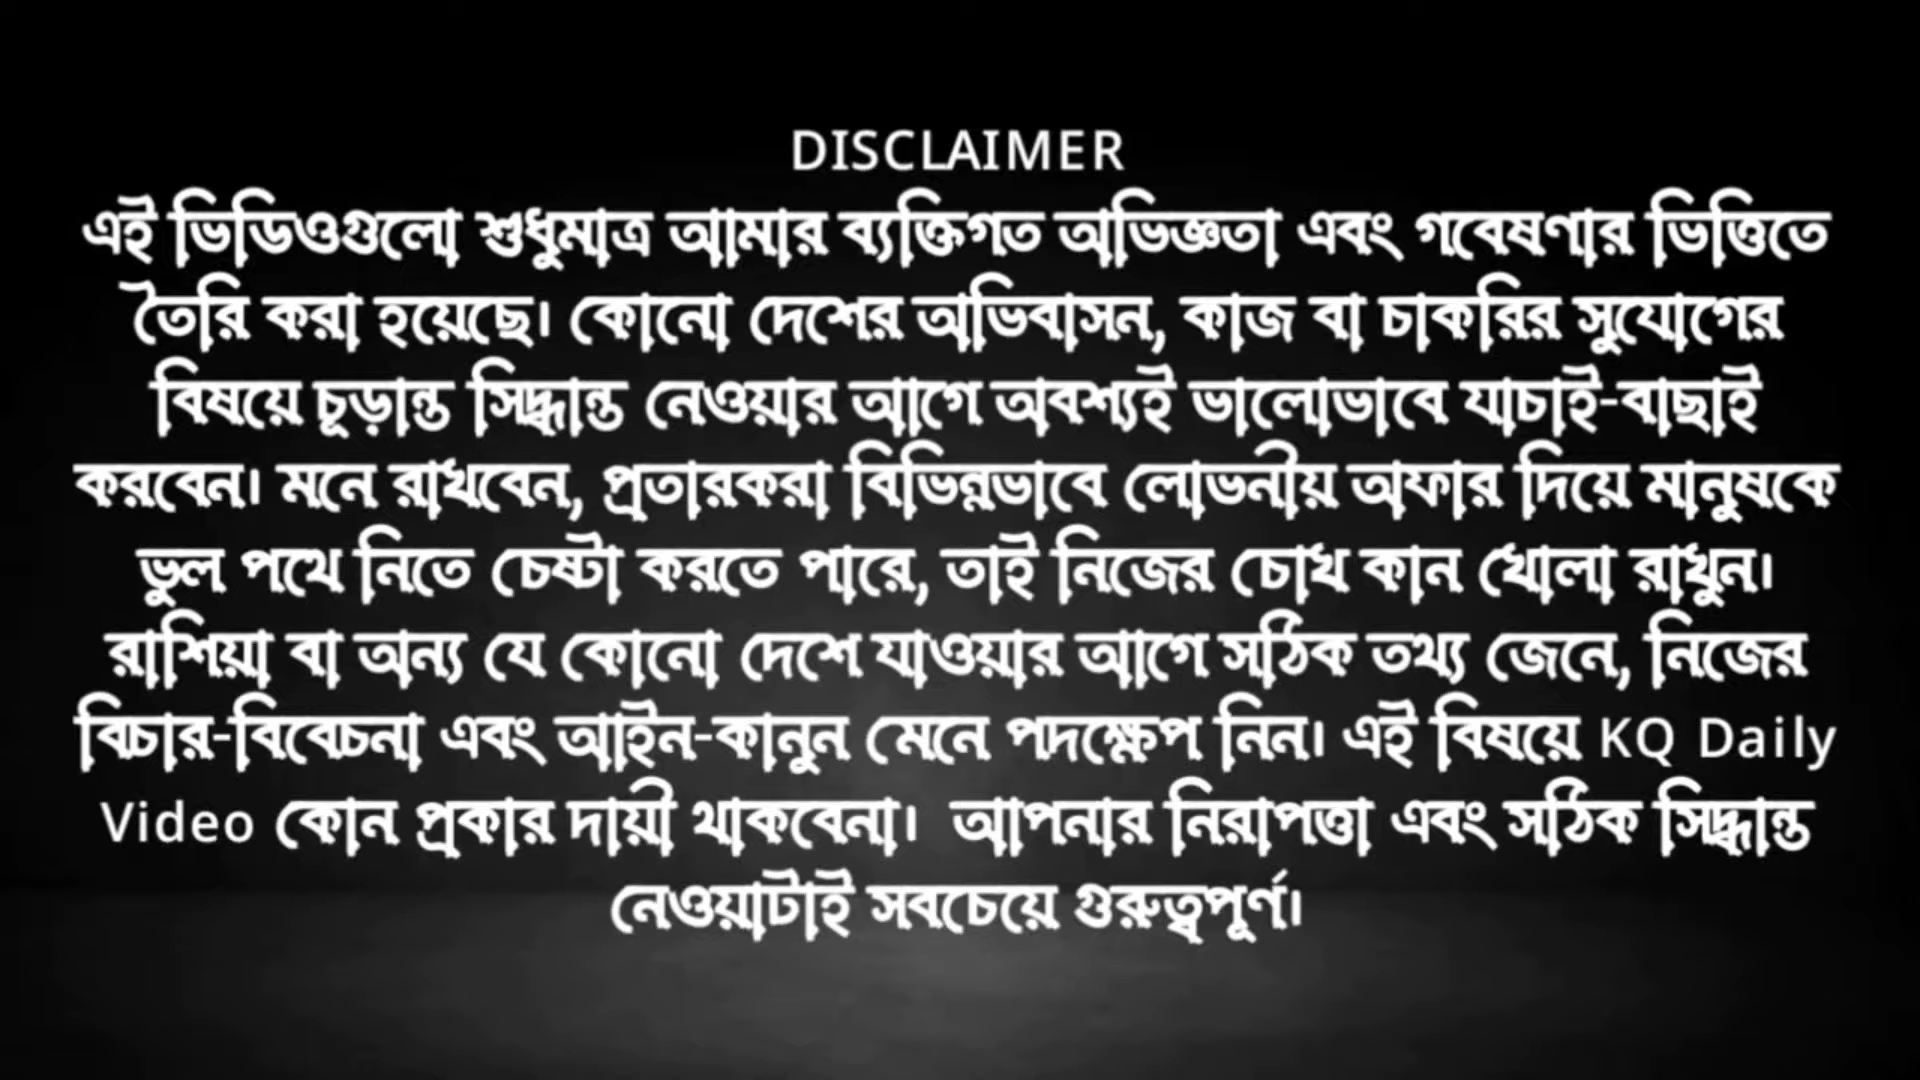 DISCLAIMER
এই ভিডিওগুলো শুধুমাত্র আমার ব্যক্তিগত অভিজ্ঞতা এবং গবেষণার ভিত্তিতে
তৈরি করা হয়েছে। কোনো দেশের অভিবাসন, কাজ বা চাকরির সুযোগের
বিষয়ে চূড়ান্ত সিদ্ধান্ত নেওয়ার আগে অবশ্যই ভালোভাবে যাচাই-বাছাই
করবেন। মনে রাখবেন, প্রতারকরা বিভিন্নভাবে লোভনীয় অফার দিয়ে মানুষকে
ভুল পথে নিতে চেষ্টা করতে পারে, তাই নিজের চোখ কান খোলা রাখুন।
রাশিয়া বা অন্য যে কোনো দেশে যাওয়ার আগে সঠিক তথ্য জেনে, নিজের
বিচার-বিবেচনা এবং আইন-কানুন মেনে পদক্ষেপ নিন। এই বিষয়ে KQ Daily
Video কোন প্রকার দায়ী থাকবেনা। আপনার নিরাপত্তা এবং সঠিক সিদ্ধান্ত
নেওয়াটাই সবচেয়ে গুরুত্বপূর্ণ।